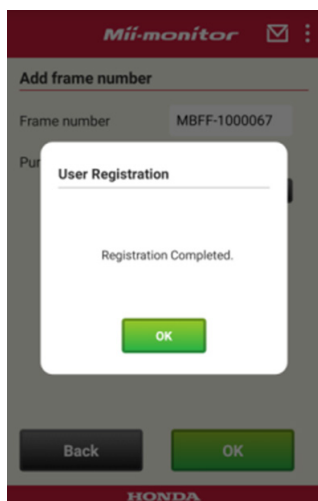 Mii-monitor
Add frame number
Frame number MBFF-1000067
Pur
User Registration
Registration Completed.
OK
Back OK
HONDA